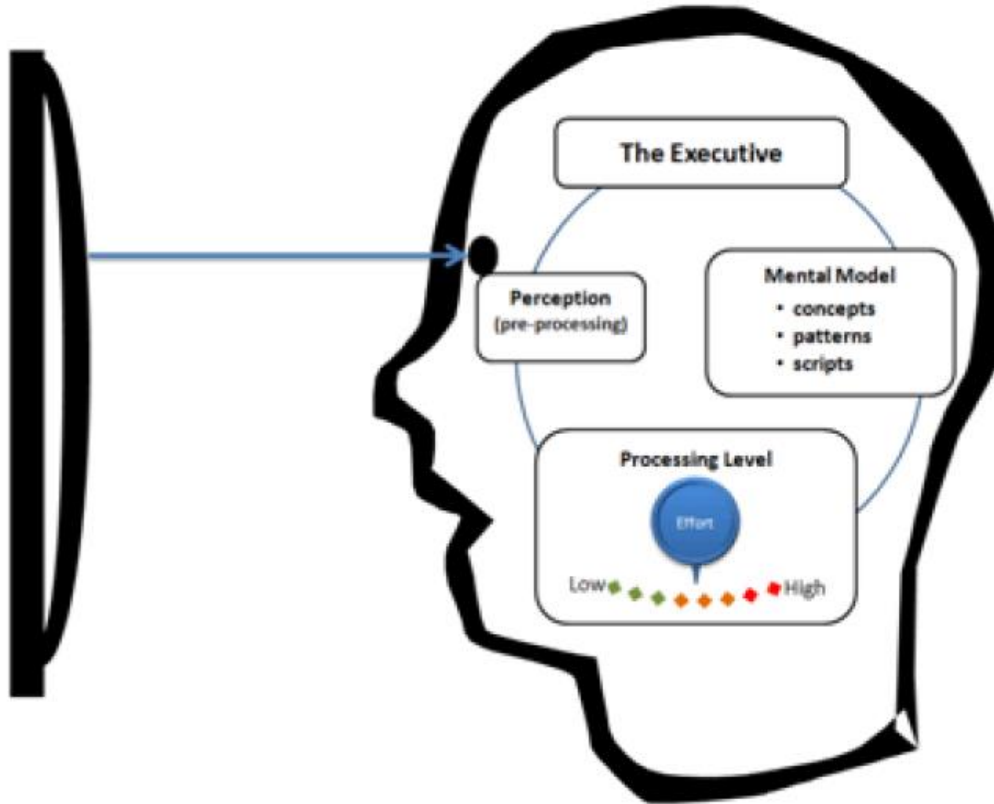 The Executive
Perception
(pre-processing)
Mental Model
• concepts
• patterns
• scripts
Processing Level
Effort
Low High